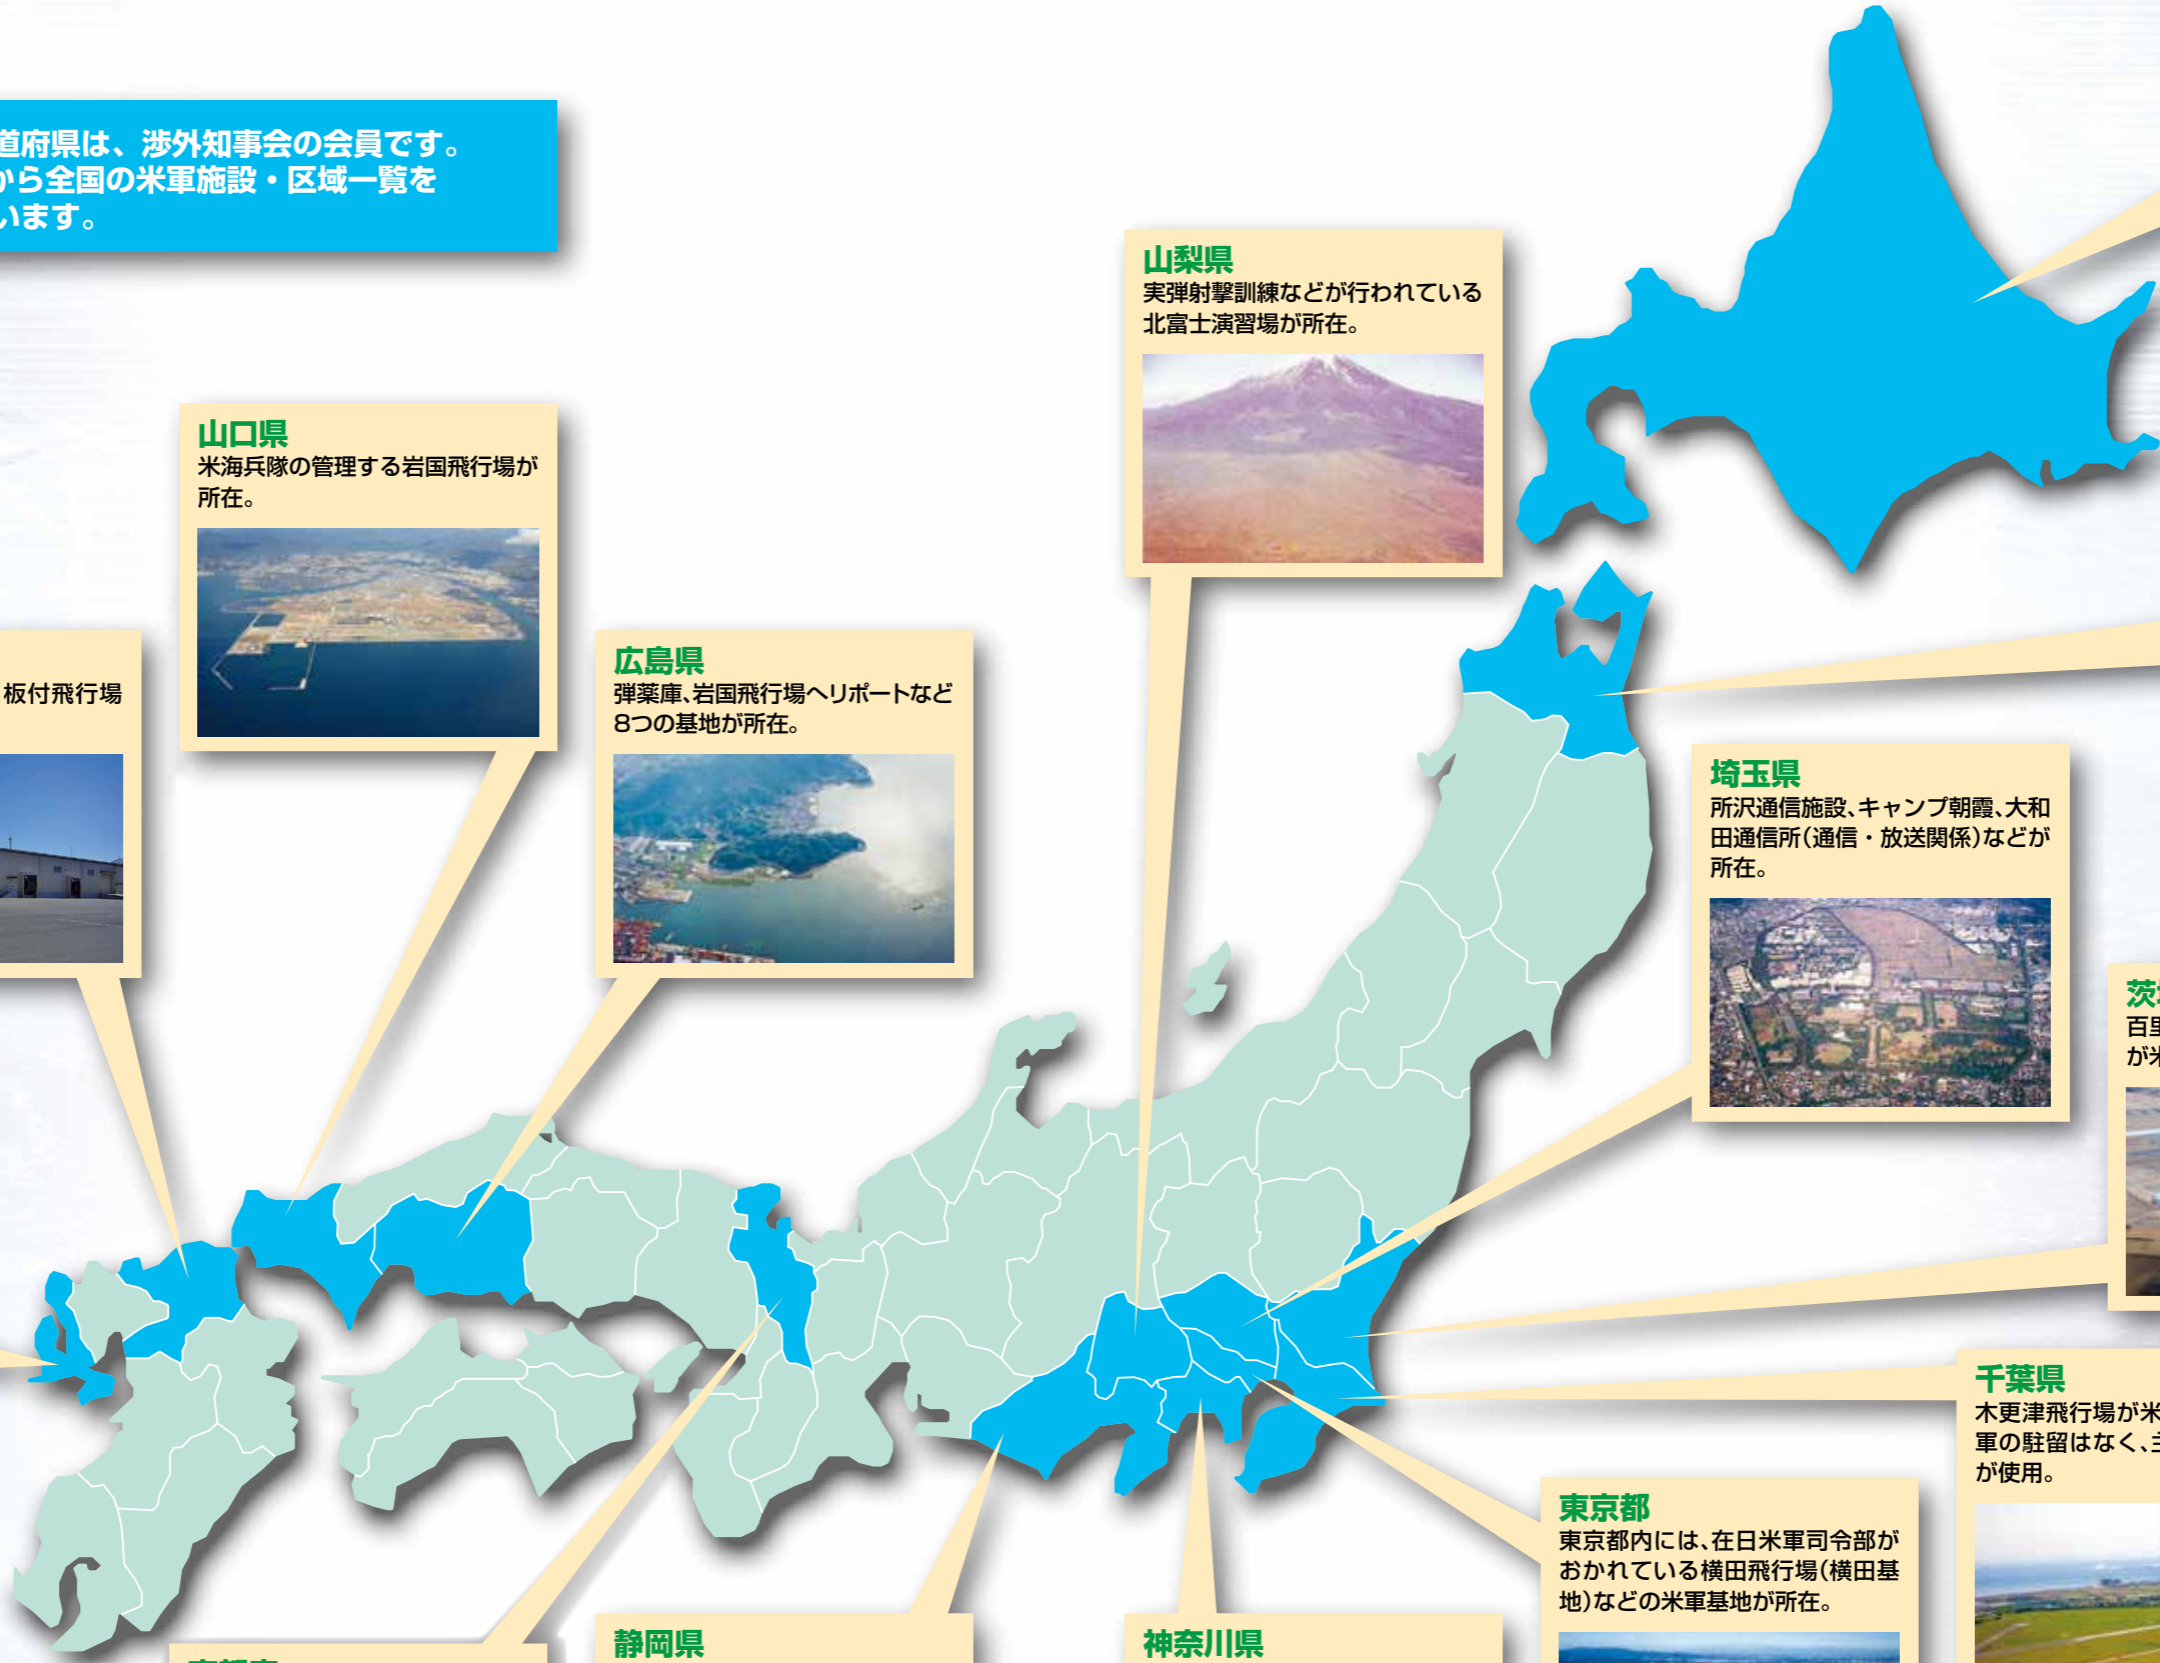 道府県は、渉外知事会の会員です。
から全国の米軍施設・区域一覧を
います。
山梨県
実弾射撃訓練などが行われている
北富士演習場が所在。
山口県
米海兵隊の管理する岩国飛行場が
所在。
広島県
弾薬庫、岩国飛行場ヘリポートなど
8つの基地が所在。
板付飛行場
埼玉県
所沢通信施設、キャンプ朝霞、大和
田通信所(通信・放送関係)などが
所在。
茨
百里
が米
千葉県
木更津飛行場が米
軍の駐留はなく、主
が使用。
東京都
東京都内には、在日米軍司令部が
おかれている横田飛行場(横田基
地)などの米軍基地が所在。
静岡県
神奈川県